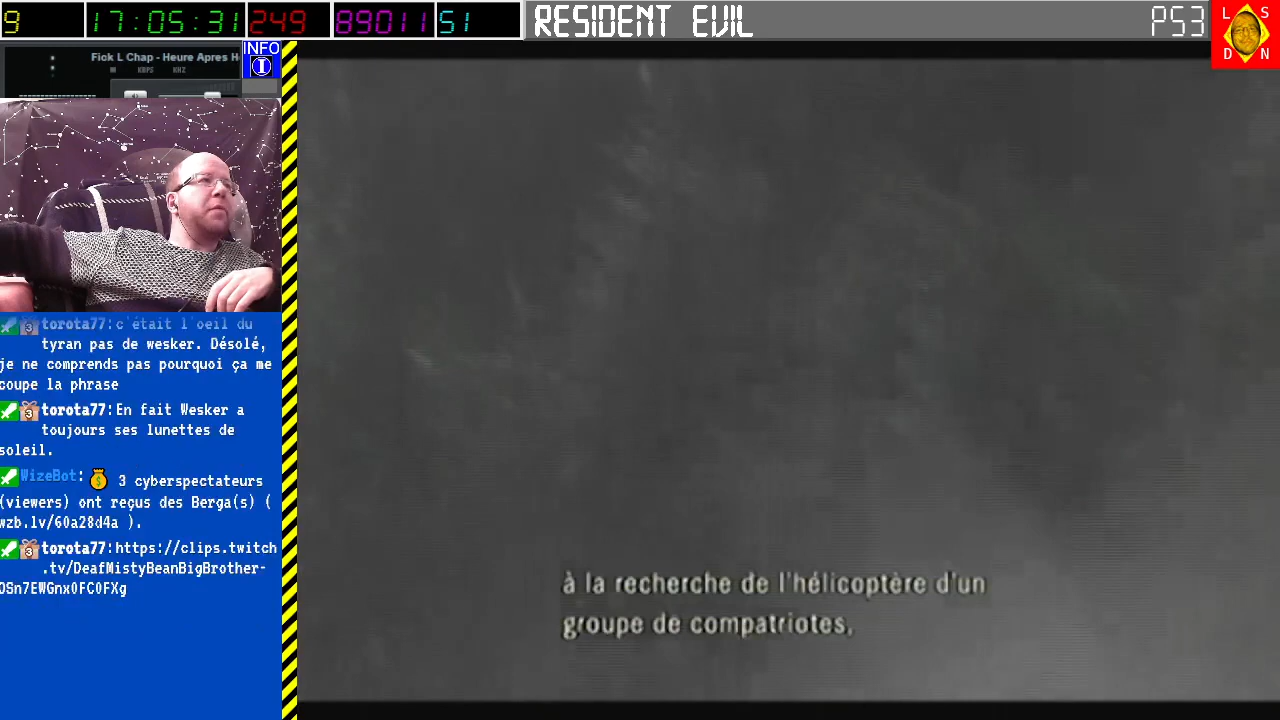 9 17:05:31 249 89011 51 RESIDENT EVIL PS3
L S
D N
Fick L Chap - Heure Apres H
KBPS KHZ
INFO
torota77: c'était l'oeil du
tyran pas de wesker. Désolé,
je ne comprends pas pourquoi ça me
coupe la phrase
torota77: En fait Wesker a
toujours ses lunettes de
soleil.
WizeBot: 3 cyberspectateurs
(viewers) ont reçus des Berga(s) (
wzb.lv/60a28d4a ).
torota77: https://clips.twitch
.tv/DeafMistyBeanBigBrother-
OSn7EWGnx0FC0FXg
à la recherche de l'hélicoptère d'un
groupe de compatriotes,